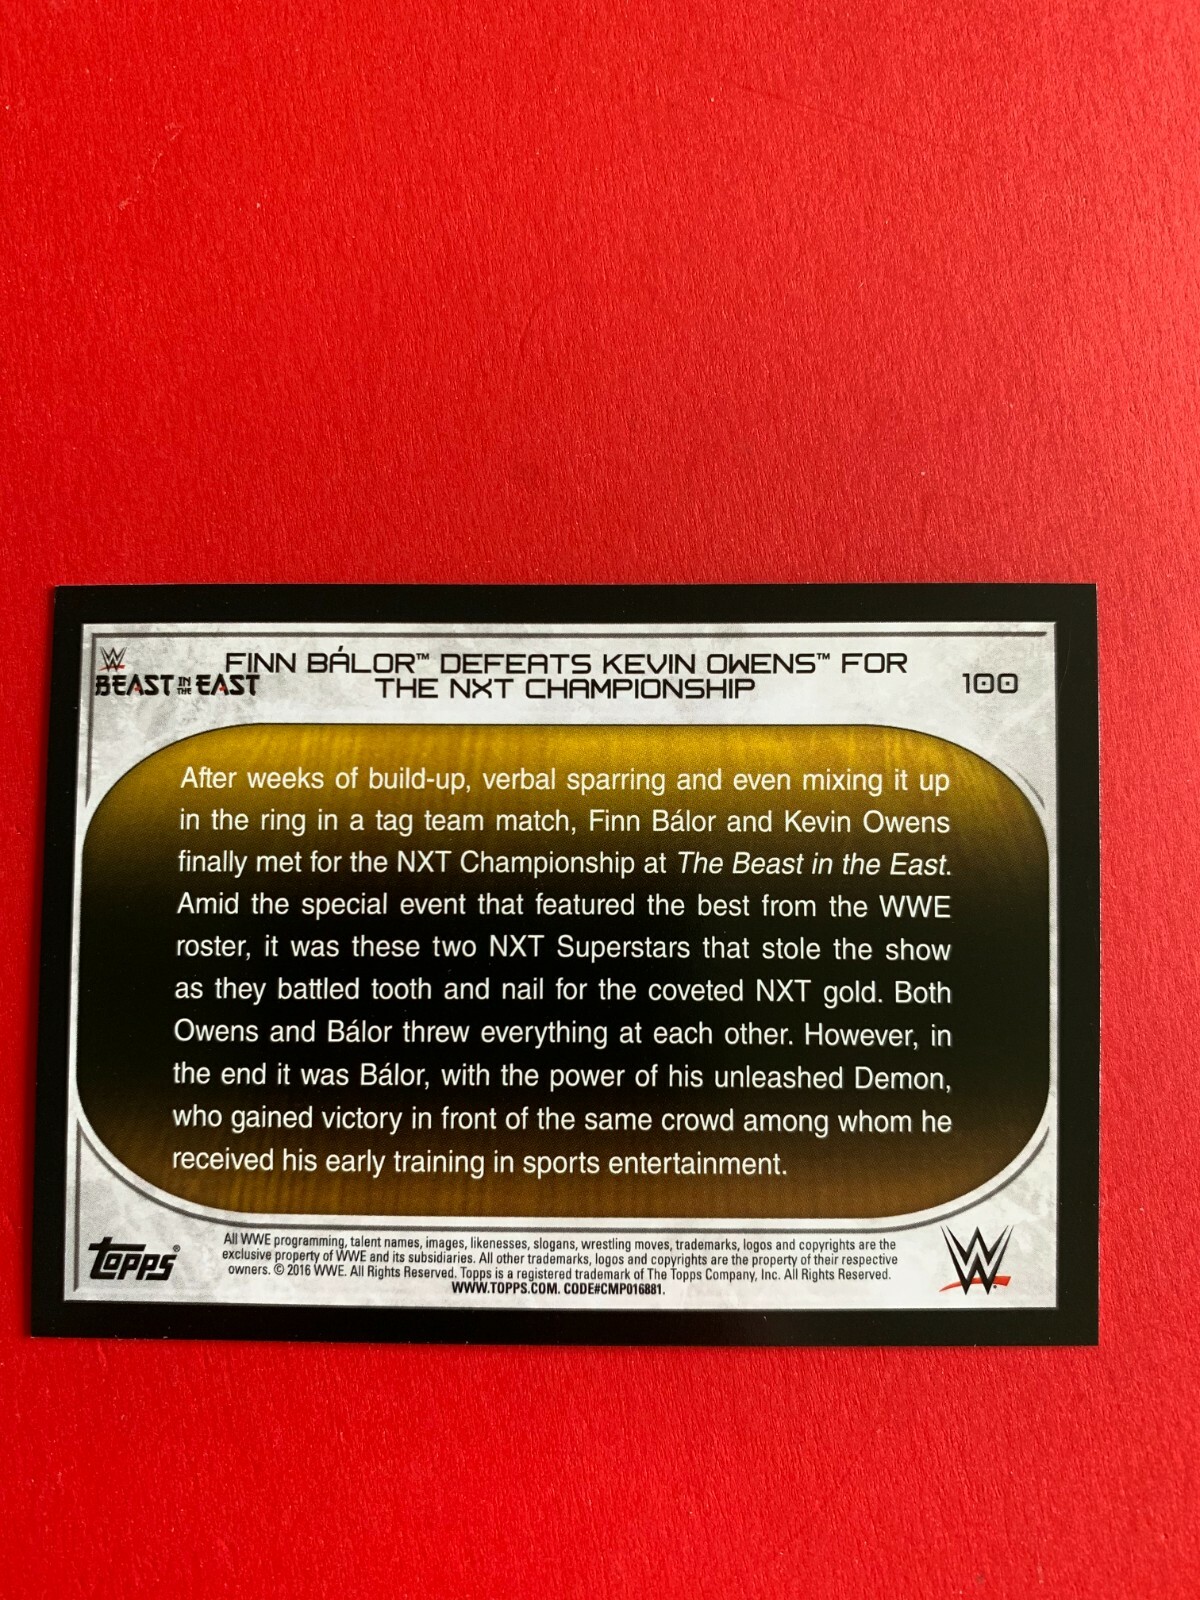 W
BEAST IN THE EAST
FINN BÁLOR™ DEFEATS KEVIN OWENS™ FOR
THE NXT CHAMPIONSHIP
100
After weeks of build-up, verbal sparring and even mixing it up
in the ring in a tag team match, Finn Bálor and Kevin Owens
finally met for the NXT Championship at The Beast in the East.
Amid the special event that featured the best from the WWE
roster, it was these two NXT Superstars that stole the show
as they battled tooth and nail for the coveted NXT gold. Both
Owens and Bálor threw everything at each other. However, in
the end it was Bálor, with the power of his unleashed Demon,
who gained victory in front of the same crowd among whom he
received his early training in sports entertainment.
topps®
All WWE programming, talent names, images, likenesses, slogans, wrestling moves, trademarks, logos and copyrights are the
exclusive property of WWE and its subsidiaries. All other trademarks, logos and copyrights are the property of their respective
owners. © 2016 WWE. All Rights Reserved. Topps is a registered trademark of The Topps Company, Inc. All Rights Reserved.
WWW.TOPPS.COM. CODE#CMP016881.
W